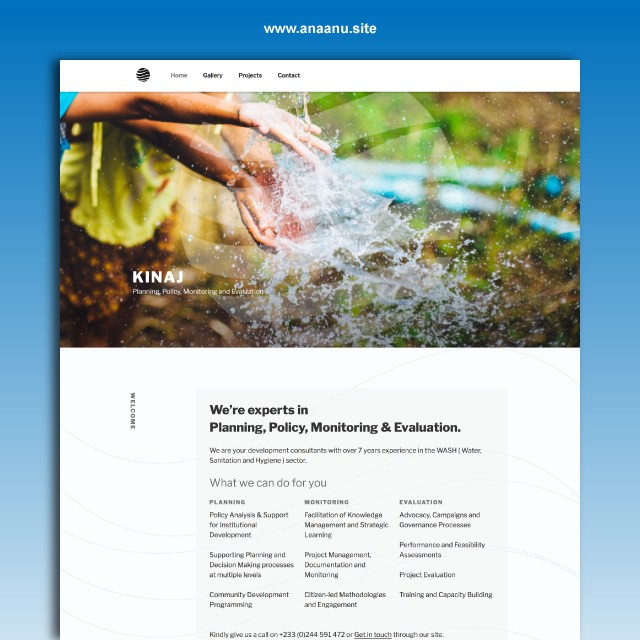 www.anaanu.site
Home Gallery Projects Contact
KINAJ
Planning, Policy, Monitoring and Evaluation
WELCOME
We're experts in
Planning, Policy, Monitoring & Evaluation.
We are your development consultants with over 7 years experience in the WASH ( Water,
Sanitation and Hygiene ) sector.
What we can do for you
PLANNING
Policy Analysis & Support
for Institutional
Development
Supporting Planning and
Decision Making processes
at multiple levels
Community Development
Programming
MONITORING
Facilitation of Knowledge
Management and Strategic
Learning
Project Management,
Documentation and
Monitoring
Citizen-led Methodologies
and Engagement
EVALUATION
Advocacy, Campaigns and
Governance Processes
Performance and Feasibility
Assessments
Project Evaluation
Training and Capacity Building
Kindly give us a call on +233 (0)244 591 472 or Get in touch through our site.